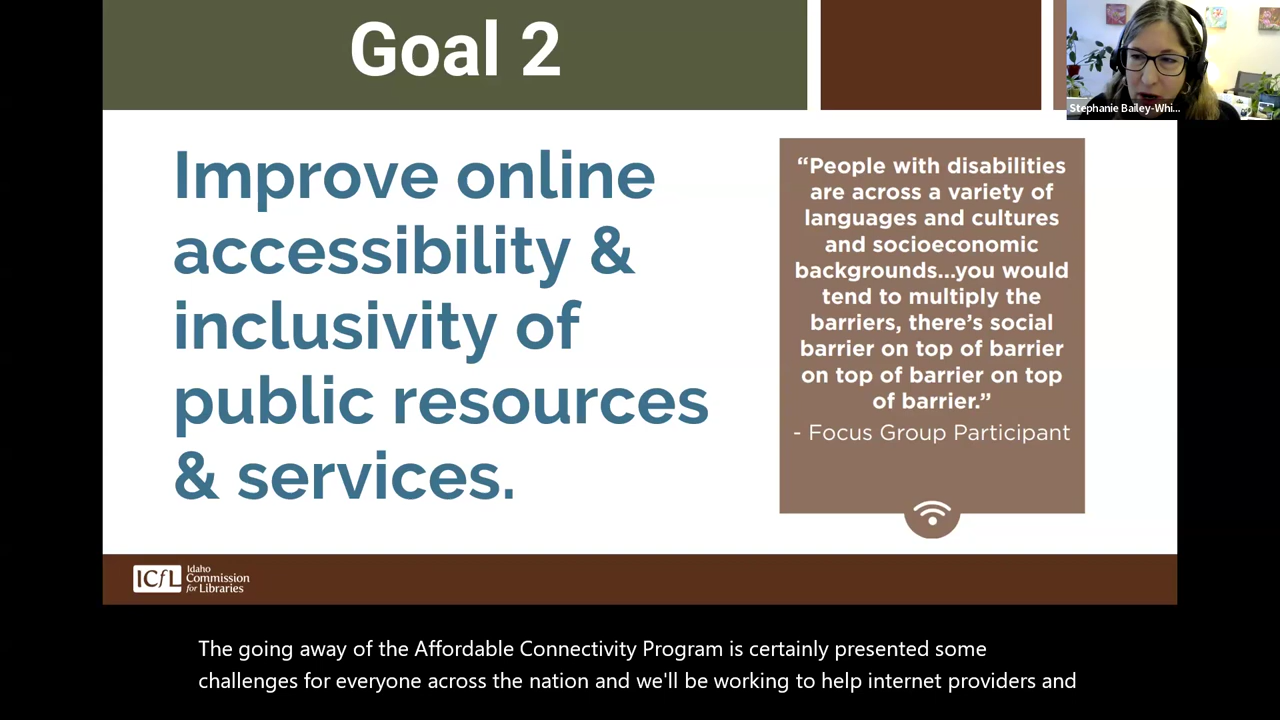 Goal 2
Stephanie Bailey-Whi...
Improve online
accessibility &
inclusivity of
public resources
& services.
“People with disabilities
are across a variety of
languages and cultures
and socioeconomic
backgrounds...you would
tend to multiply the
barriers, there’s social
barrier on top of barrier
on top of barrier on top
of barrier.”
- Focus Group Participant
ICfL
Idaho
Commission
for Libraries
The going away of the Affordable Connectivity Program is certainly presented some
challenges for everyone across the nation and we'll be working to help internet providers and